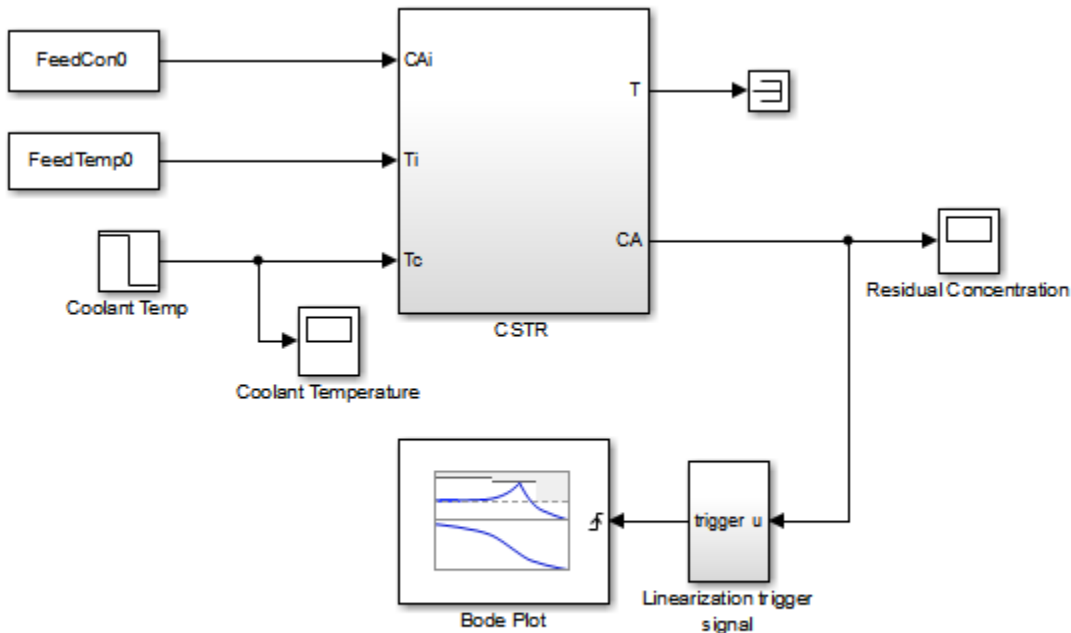 FeedCon0
CAi
T
FeedTemp0
Ti
CA
Tc
Coolant Temp
Residual Concentration
CSTR
Coolant Temperature
trigger u
Linearization trigger
signal
Bode Plot